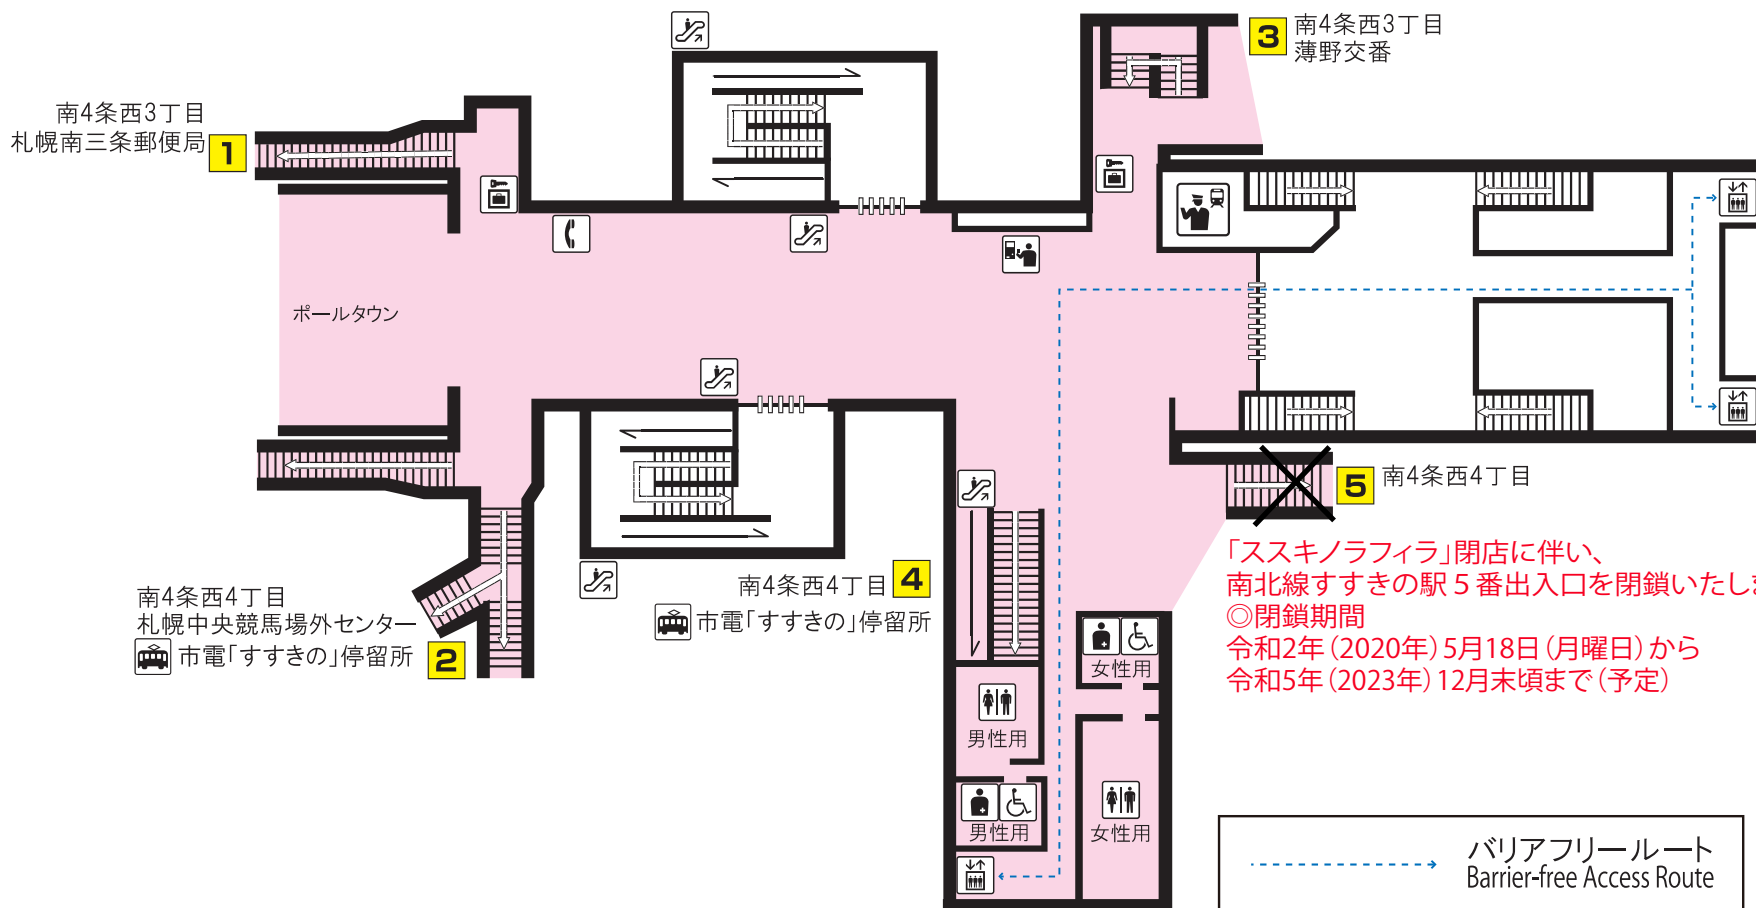 3
南4条西3丁目
薄野交番
南4条西3丁目
札幌南三条郵便局
1
ポールタウン
5
南4条西4丁目
「ススキノラフィラ」閉店に伴い、
南北線すすきの駅5番出入口を閉鎖いたしま
◎閉鎖期間
令和2年(2020年)5月18日(月曜日)から
令和5年(2023年)12月末頃まで(予定)
南4条西4丁目
4
市電「すすきの」停留所
南4条西4丁目
札幌中央競馬場外センター
市電「すすきの」停留所
2
女性用
男性用
男性用
女性用
バリアフリールート
Barrier-free Access Route